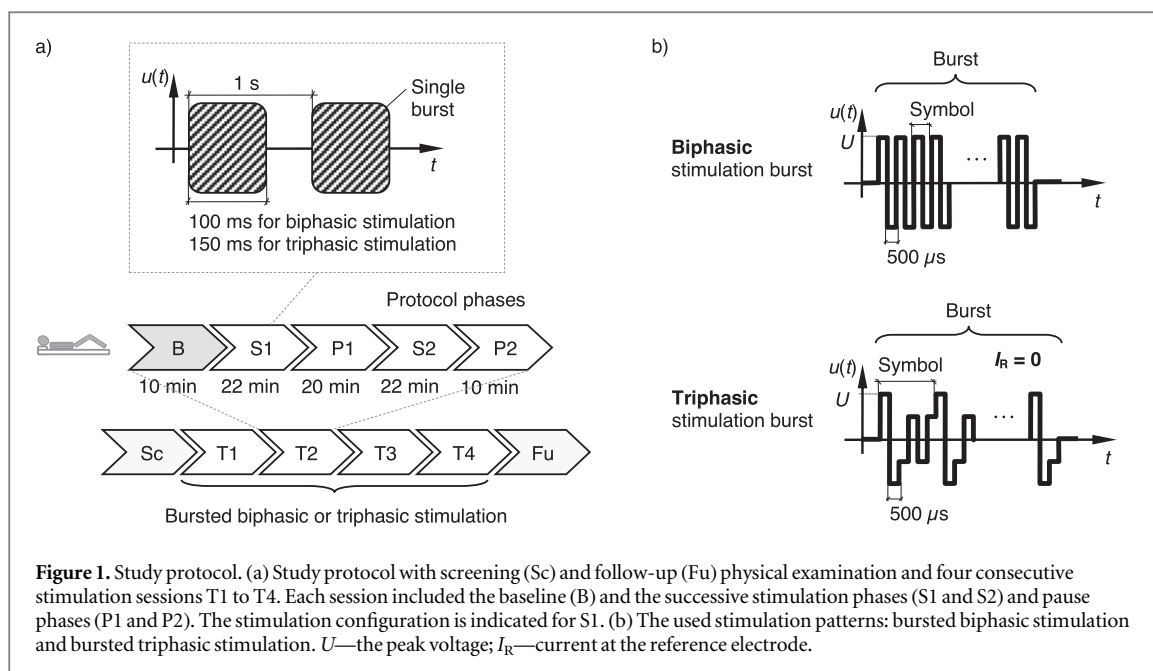 a)
u(t)
1 s
Single
burst
t
100 ms for biphasic stimulation
150 ms for triphasic stimulation
Protocol phases
B
S1
P1
S2
P2
10 min
22 min
20 min
22 min
10 min
Sc
T1
T2
T3
T4
Fu
Bursted biphasic or triphasic stimulation
b)
Burst
u(t)
Symbol
U
Biphasic
stimulation burst
...
t
500 µs
Burst
u(t)
Symbol
I_R = 0
U
Triphasic
stimulation burst
...
t
500 µs
Figure 1. Study protocol. (a) Study protocol with screening (Sc) and follow-up (Fu) physical examination and four consecutive
stimulation sessions T1 to T4. Each session included the baseline (B) and the successive stimulation phases (S1 and S2) and pause
phases (P1 and P2). The stimulation configuration is indicated for S1. (b) The used stimulation patterns: bursted biphasic stimulation
and bursted triphasic stimulation. U—the peak voltage; I_R—current at the reference electrode.